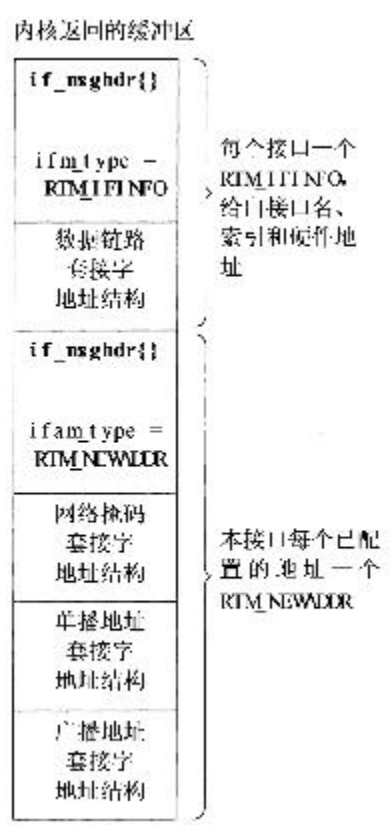 内核返回的缓冲区
if_msghdr{}
ifm_type =
RTM_IFINFO
数据链路
套接字
地址结构
每个接口一个
RTM_IFINFO,
给出接口名、
索引和硬件地
址
if_msghdr{}
ifam_type =
RTM_NEWADDR
网络掩码
套接字
地址结构
单播地址
套接字
地址结构
广播地址
套接字
地址结构
本接口每个已配
置的地址一个
RTM_NEWADDR